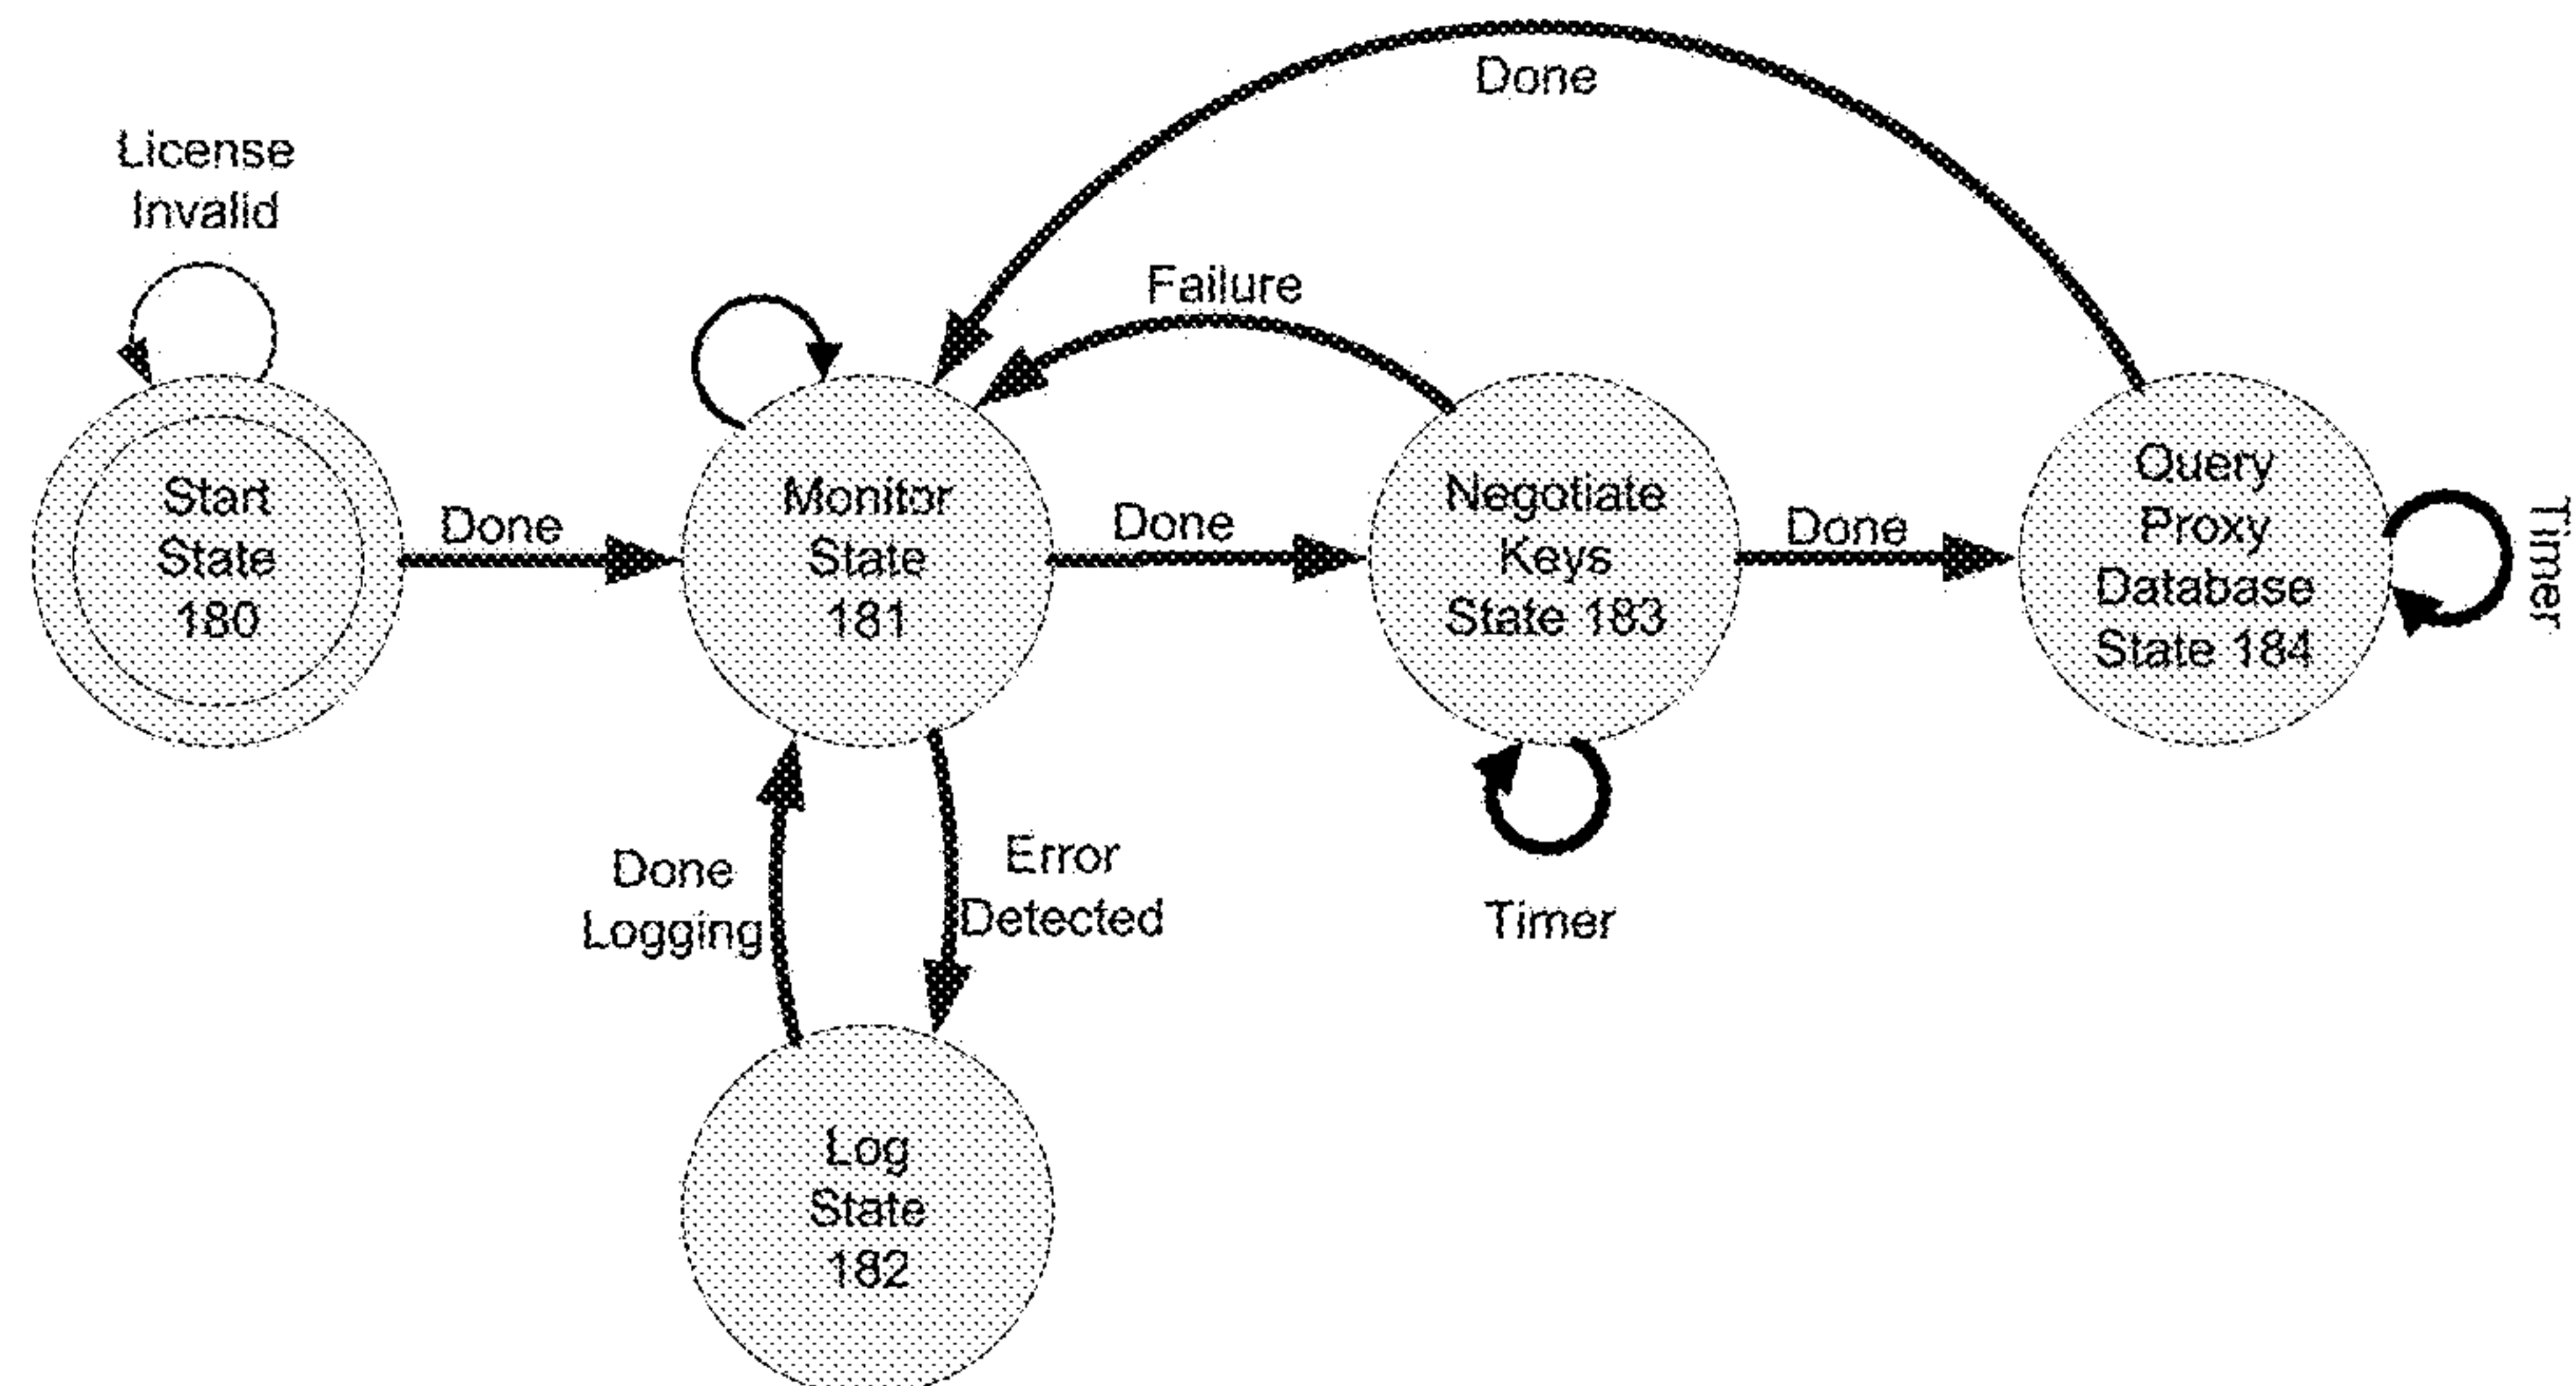 Done
License
Invalid
Failure
Start
State
180
Done
Monitor
State
181
Done
Negotiate
Keys
State 183
Done
Query
Proxy
Database
State 184
Timer
Done
Logging
Error
Detected
Timer
Log
State
182